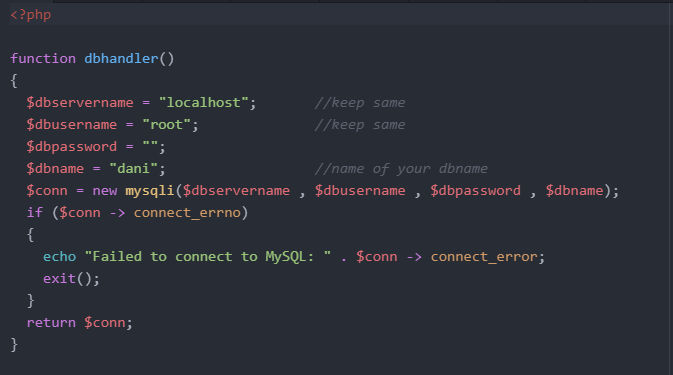 <?php
function dbhandler()
{
$dbservername = "localhost"; //keep same
$dbusername = "root"; //keep same
$dbpassword = "";
$dbname = "dani"; //name of your dbname
$conn = new mysqli($dbservername , $dbusername , $dbpassword , $dbname);
if ($conn -> connect_errno)
{
echo "Failed to connect to MySQL: " . $conn -> connect_error;
exit();
}
return $conn;
}